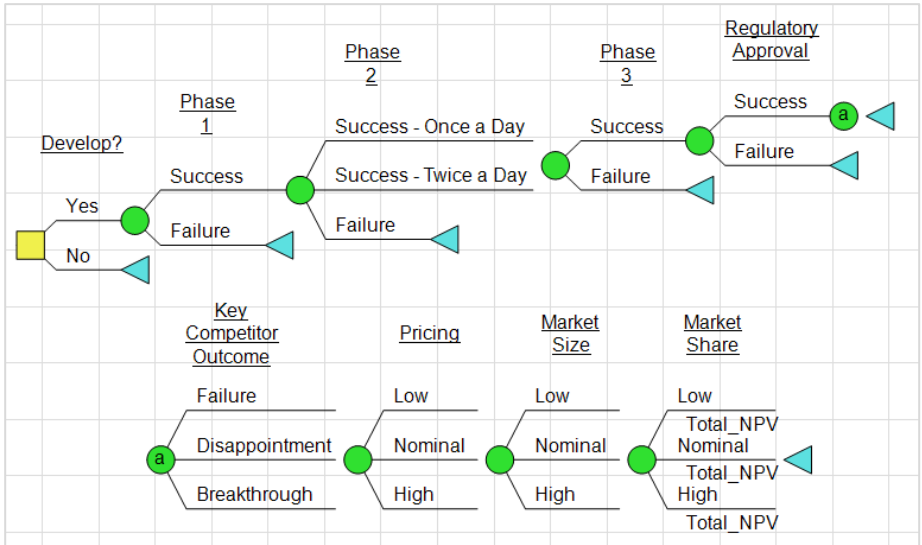 Regulatory
Approval
Phase
2
Phase
3
Phase
1
Develop?
Success
a
Success - Once a Day
Success
Failure
Success
Success - Twice a Day
Failure
Yes
Failure
Failure
No
Key
Competitor
Outcome
Pricing
Market
Size
Market
Share
Failure
Low
Low
Low
Total_NPV
a
Disappointment
Nominal
Nominal
Nominal
Total_NPV
Breakthrough
High
High
High
Total_NPV